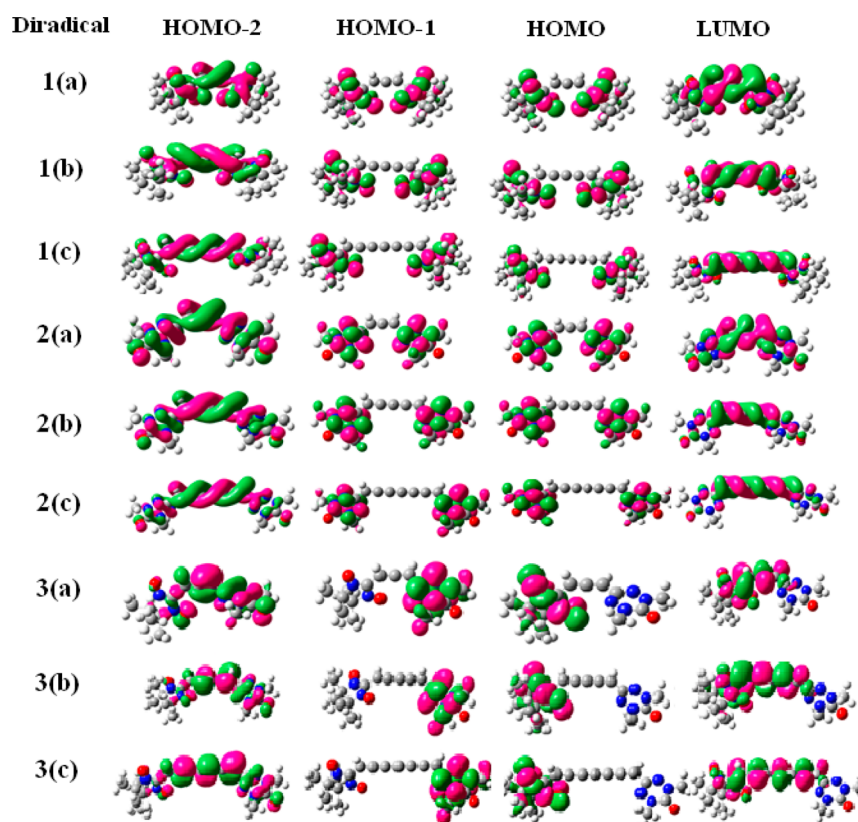 Diradical HOMO-2 HOMO-1 HOMO LUMO
1(a)
1(b)
1(c)
2(a)
2(b)
2(c)
3(a)
3(b)
3(c)